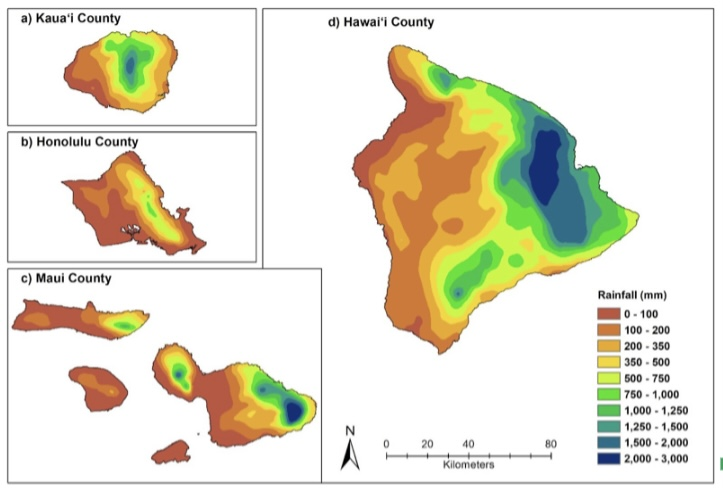 a) Kauaʻi County
b) Honolulu County
c) Maui County
d) Hawaiʻi County
Rainfall (mm)
0 - 100
100 - 200
200 - 350
350 - 500
500 - 750
750 - 1,000
1,000 - 1,250
1,250 - 1,500
1,500 - 2,000
2,000 - 3,000
N
0 20 40 80
Kilometers